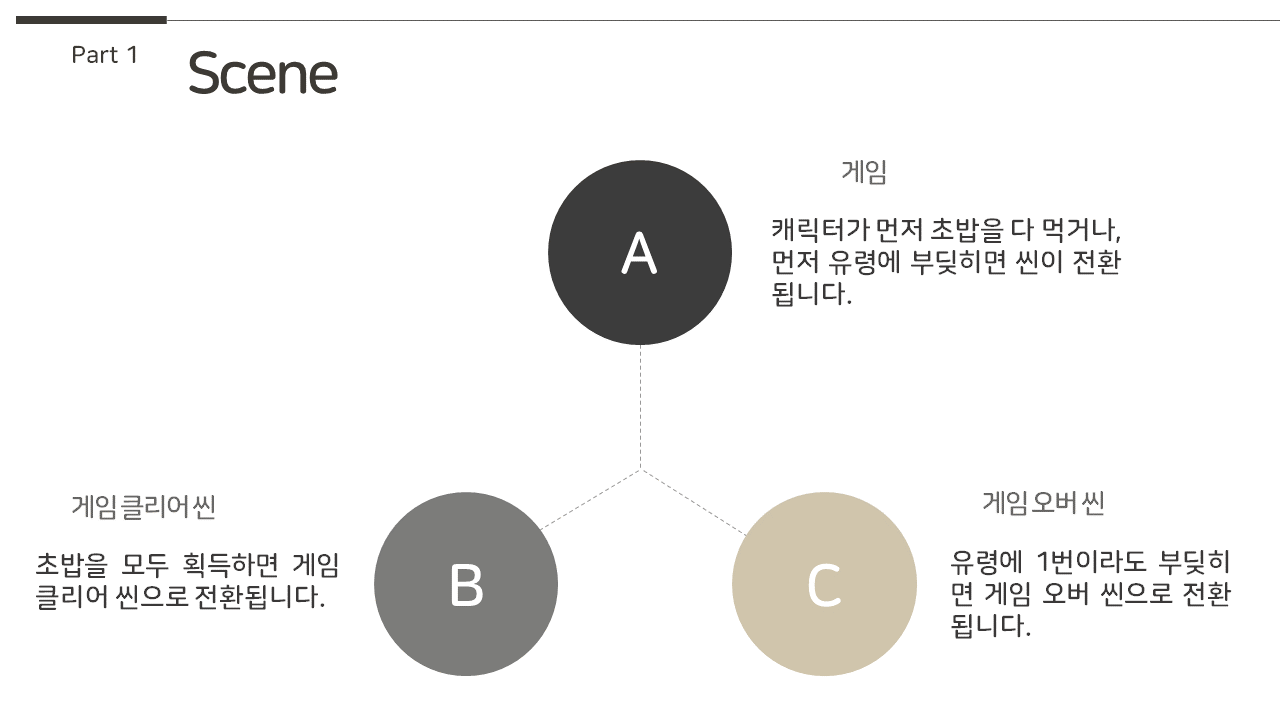 Part 1
Scene
게임
A
캐릭터가 먼저 초밥을 다 먹거나,
먼저 유령에 부딪히면 씬이 전환
됩니다.
게임 클리어 씬
초밥을 모두 획득하면 게임
클리어 씬으로 전환됩니다.
B
C
게임 오버 씬
유령에 1번이라도 부딪히
면 게임 오버 씬으로 전환
됩니다.